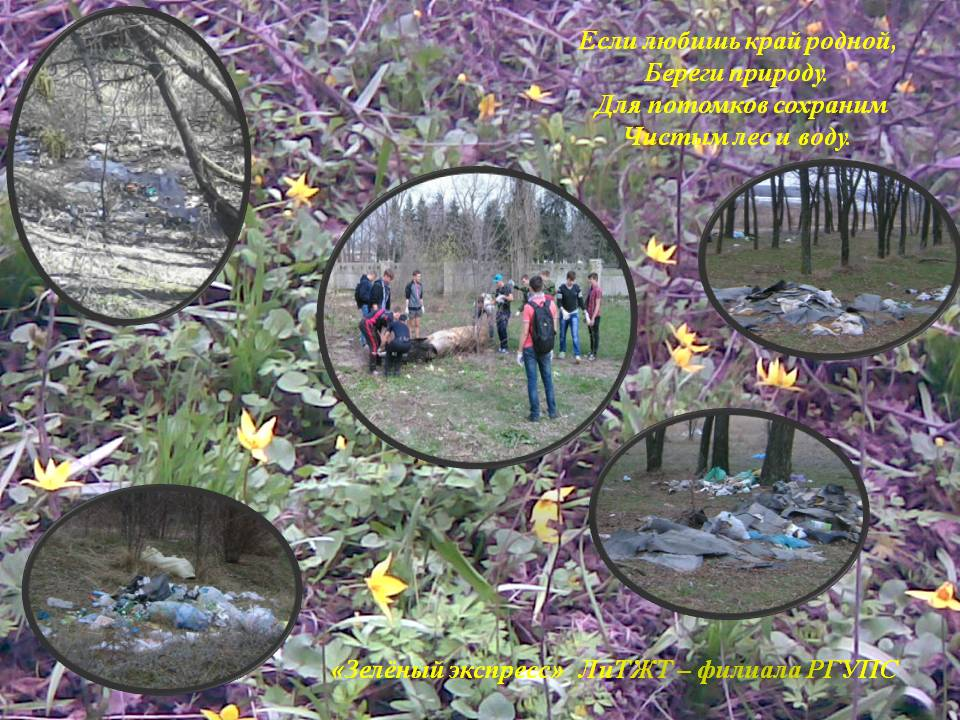 Если любишь край родной,
Береги природу.
Для потомков сохраним
Чистым лес и воду.
«Зелёный экспресс» ЛиТЖТ – филиала РГУПС